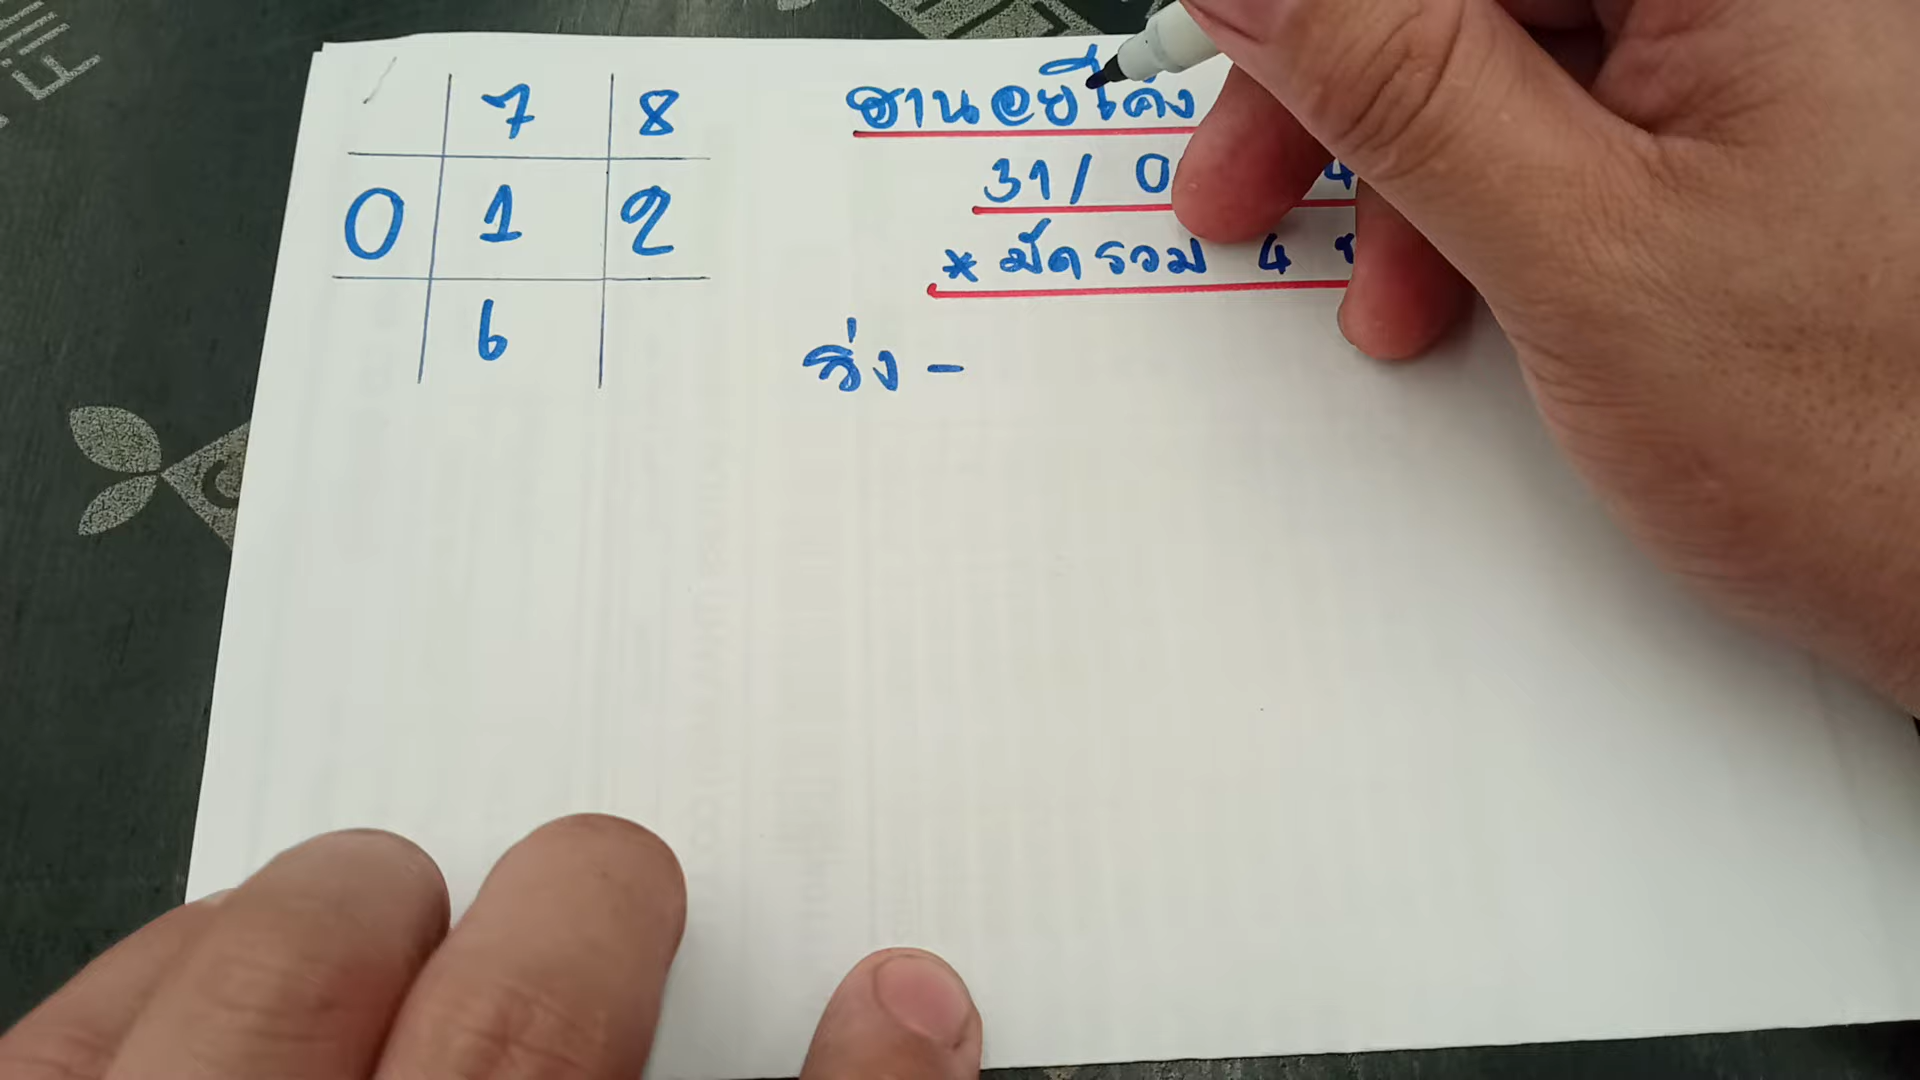 7 8
0 1 2
6
ฮานอยโค้ง
31/ 0 4
* มัดรวม 4
วิ่ง -